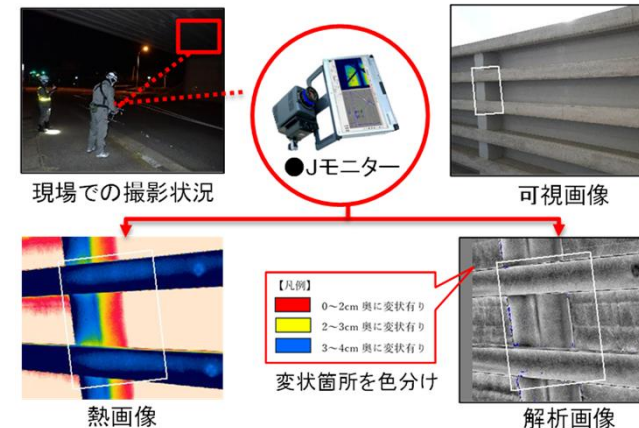 ●Jモニター
現場での撮影状況
可視画像
【凡例】
0～2cm 奥に変状有り
2～3cm 奥に変状有り
3～4cm 奥に変状有り
変状箇所を色分け
熱画像
解析画像